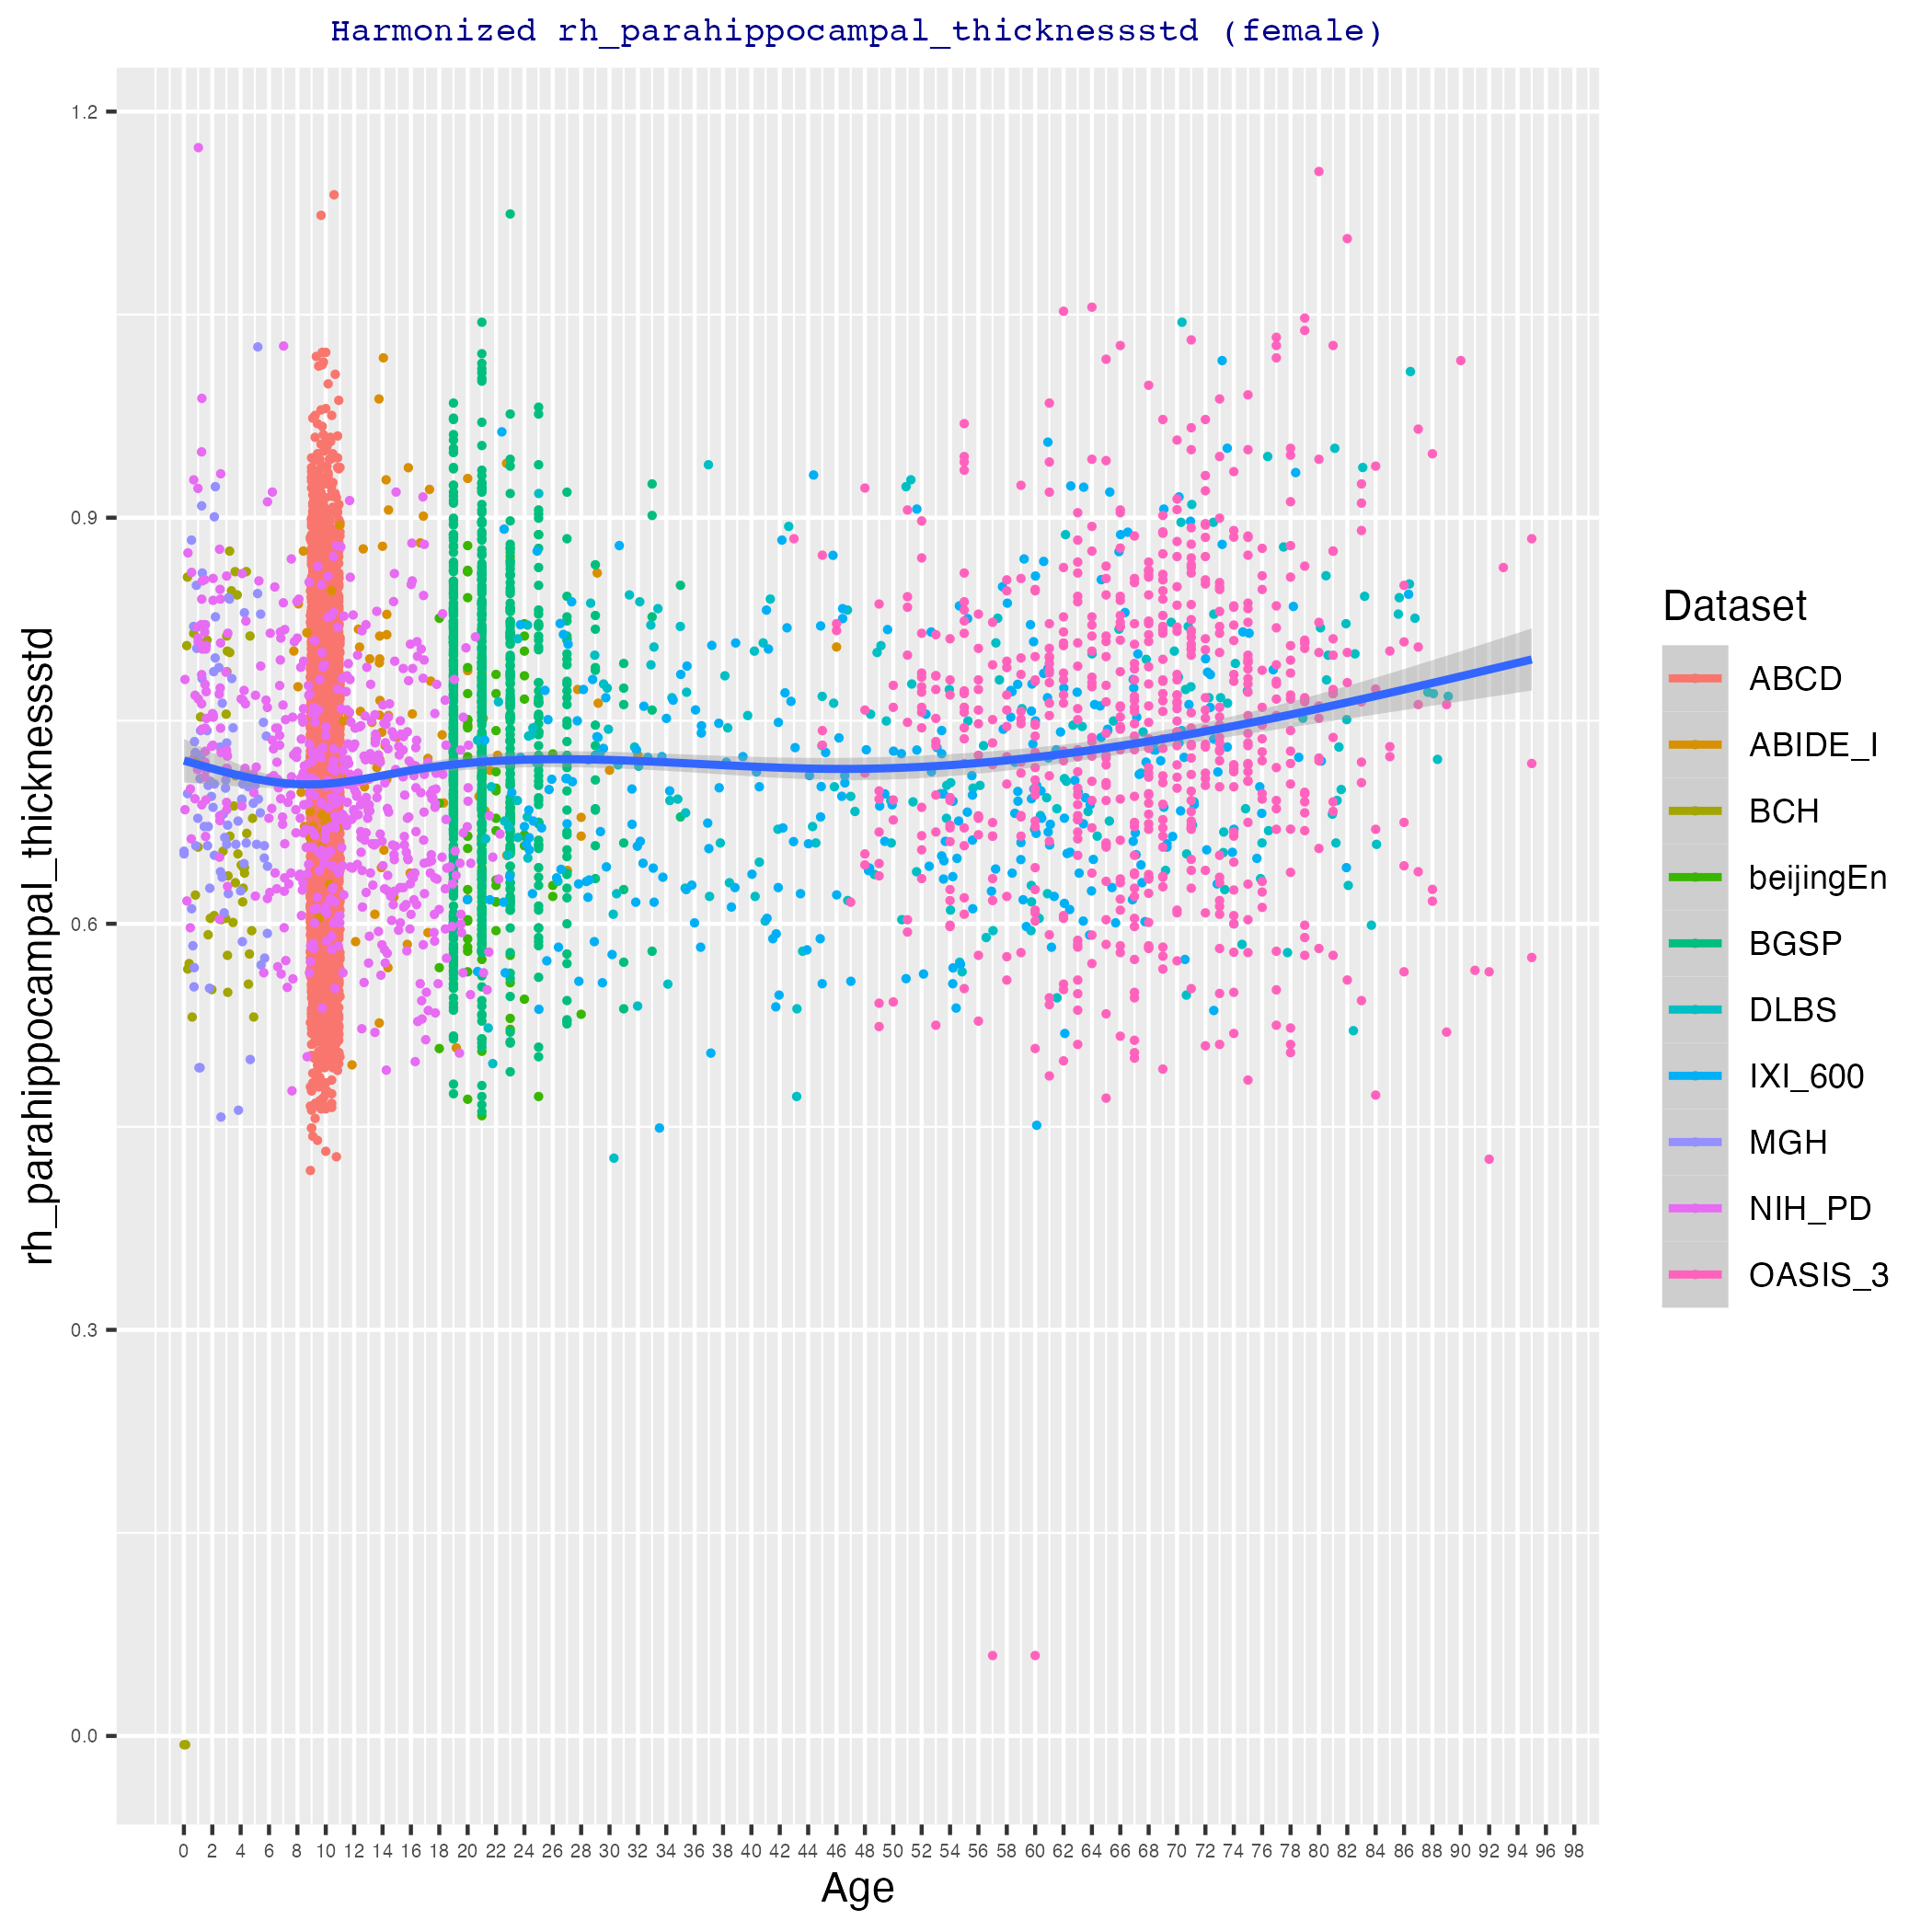 Harmonized rh_parahippocampal_thicknessstd (female)
rh_parahippocampal_thicknessstd
1.2
0.9
0.6
0.3
0.0
0 2 4 6 8 10 12 14 16 18 20 22 24 26 28 30 32 34 36 38 40 42 44 46 48 50 52 54 56 58 60 62 64 66 68 70 72 74 76 78 80 82 84 86 88 90 92 94 96 98
Age
Dataset
ABCD
ABIDE_I
BCH
beijingEn
BGSP
DLBS
IXI_600
MGH
NIH_PD
OASIS_3